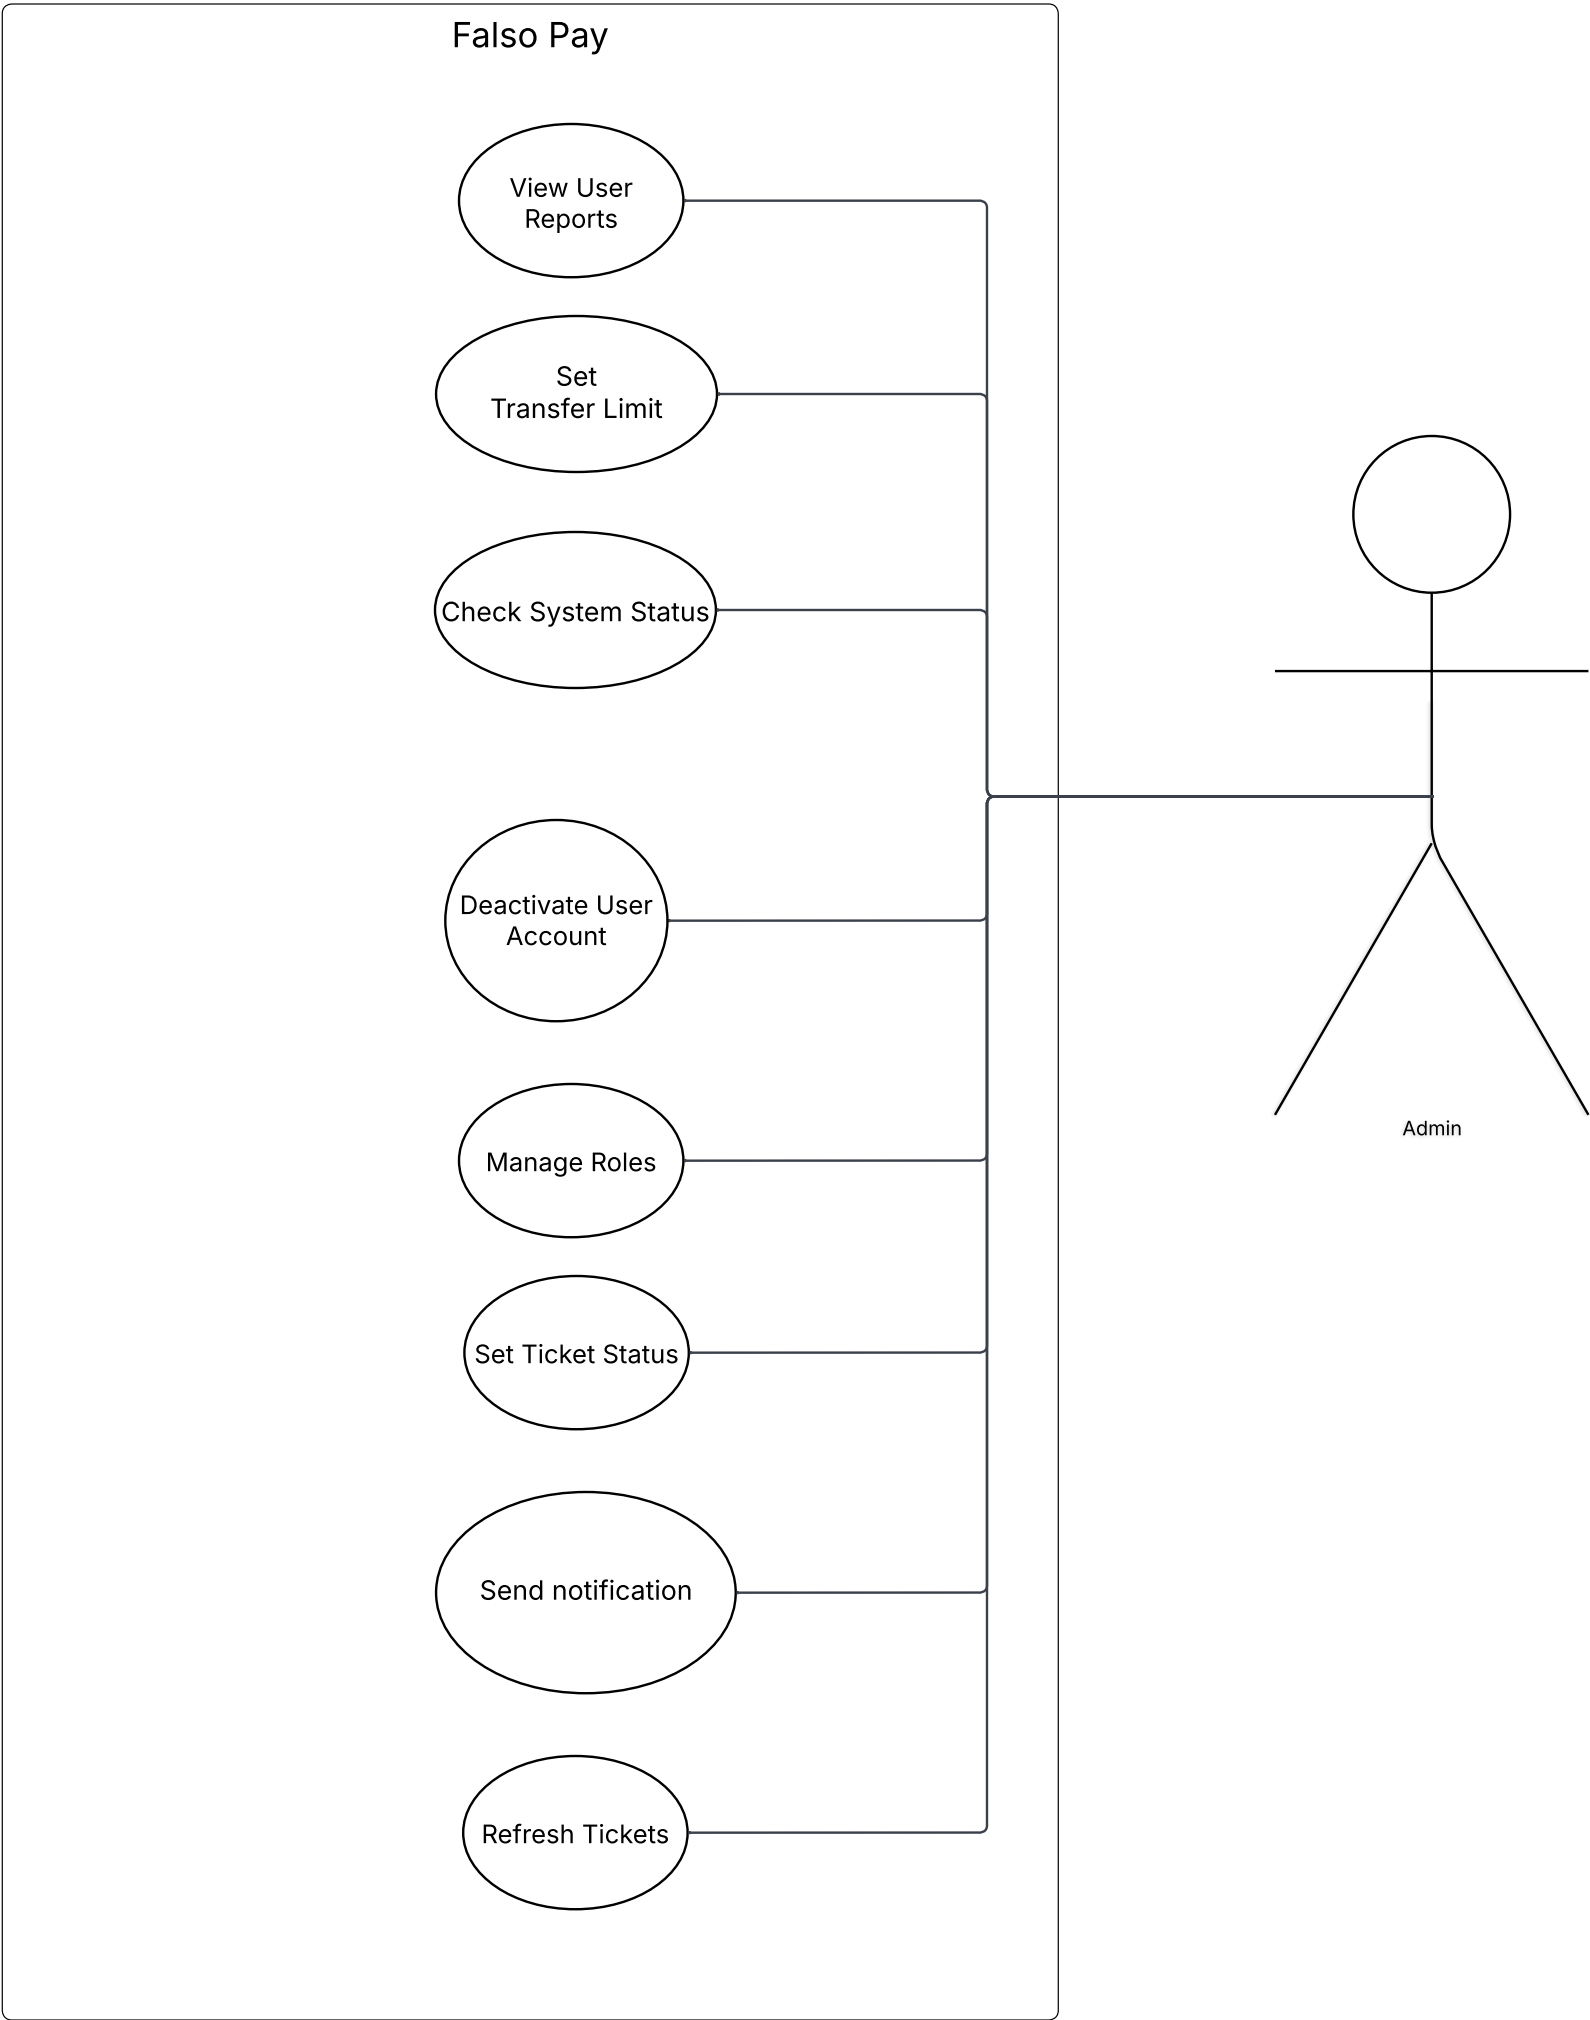 Falso Pay
View User
Reports
Set
Transfer Limit
Check System Status
Deactivate User
Account
Manage Roles
Set Ticket Status
Send notification
Refresh Tickets
Admin